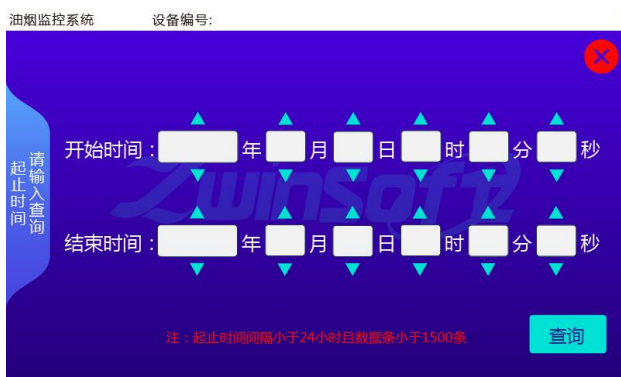 油烟监控系统 设备编号:
请输入查询
起止时间
开始时间： 年 月 日 时 分 秒
ZwinSoft
结束时间： 年 月 日 时 分 秒
注：起止时间间隔小于24小时且数据条小于1500条
查询